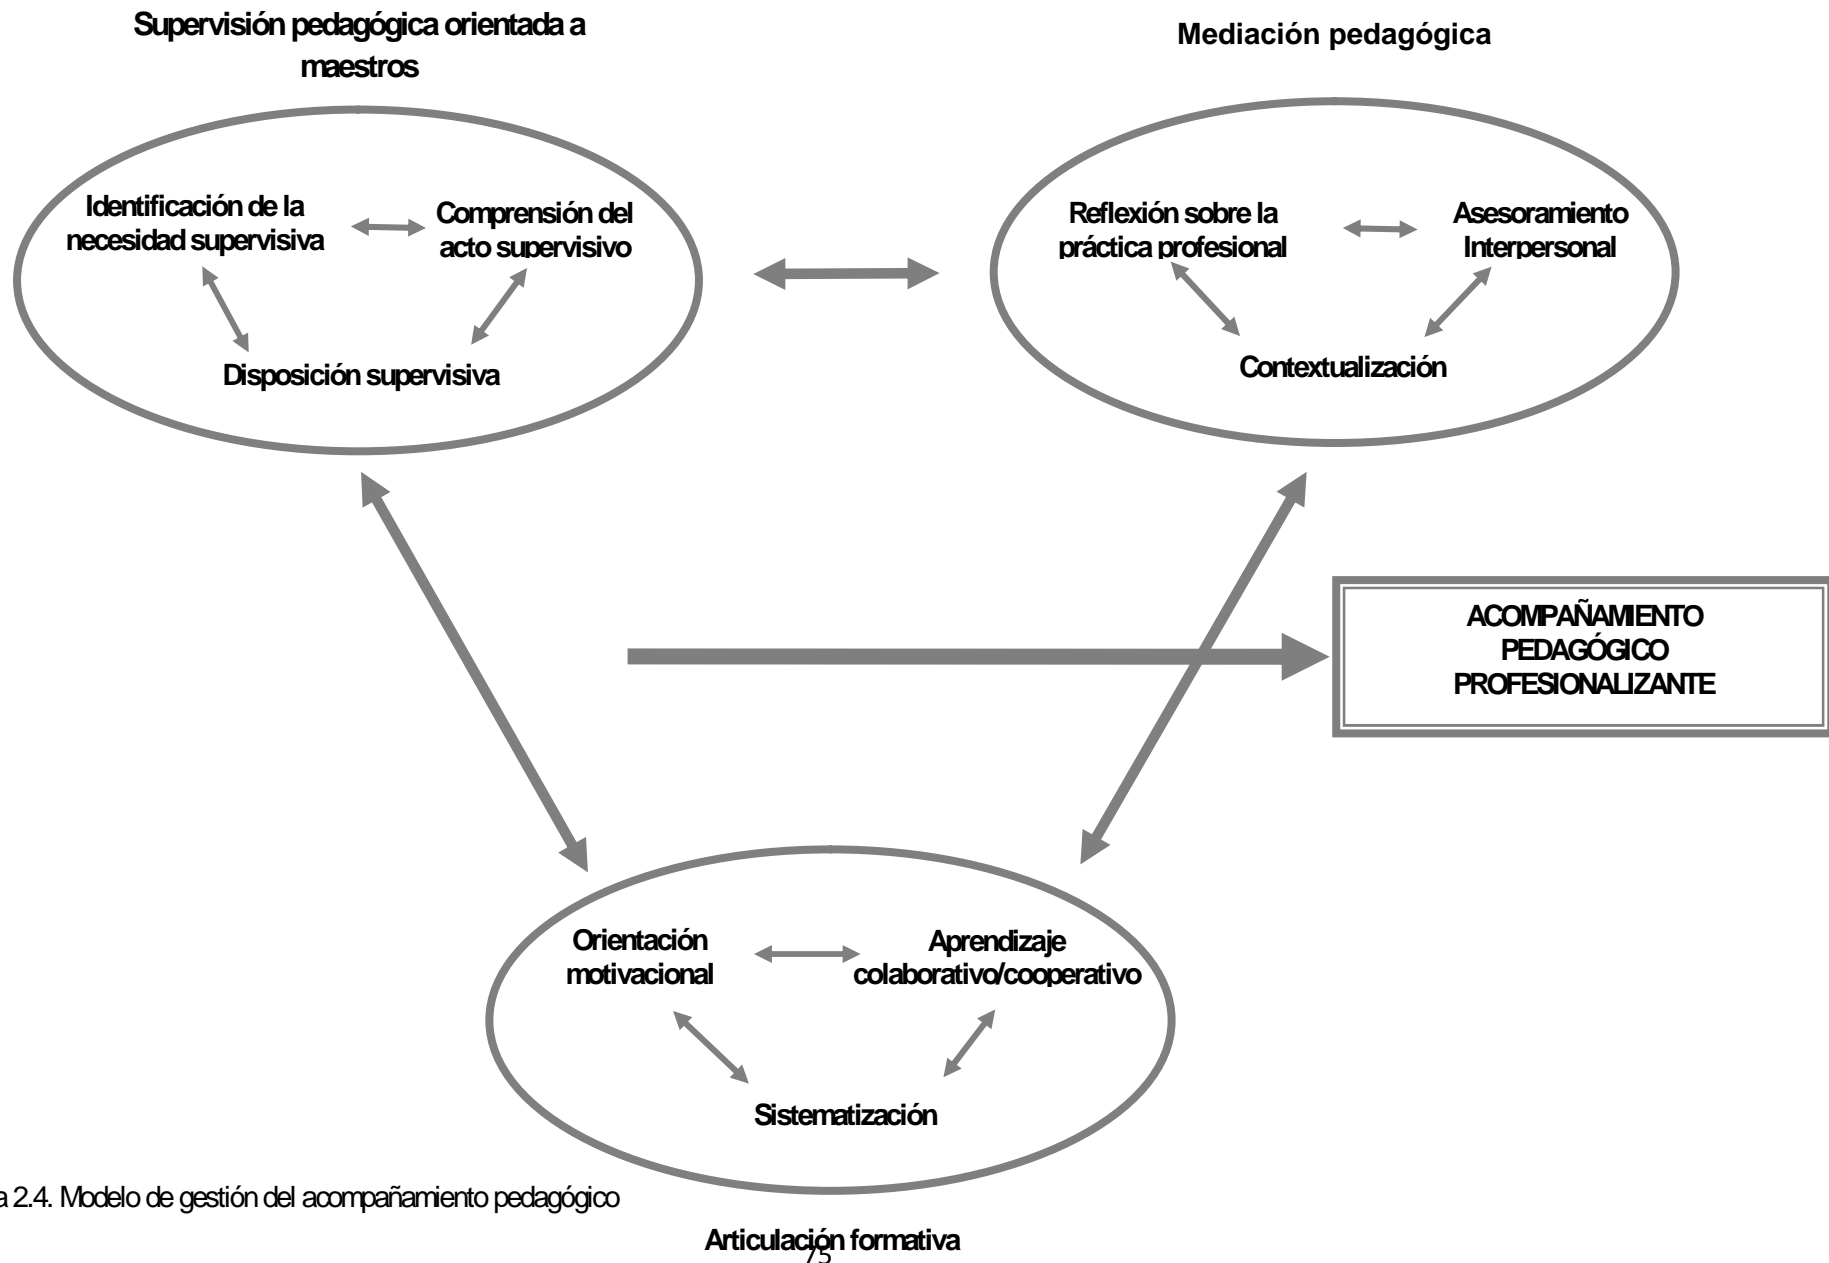 Supervisión pedagógica orientada a
maestros
Mediación pedagógica
Identificación de la
necesidad supervisiva
Comprensión del
acto supervisivo
Disposición supervisiva
Reflexión sobre la
práctica profesional
Asesoramiento
Interpersonal
Contextualización
ACOMPAÑAMIENTO
PEDAGÓGICO
PROFESIONALIZANTE
Orientación
motivacional
Aprendizaje
colaborativo/cooperativo
Sistematización
a 2.4. Modelo de gestión del acompañamiento pedagógico
Articulación formativa
75